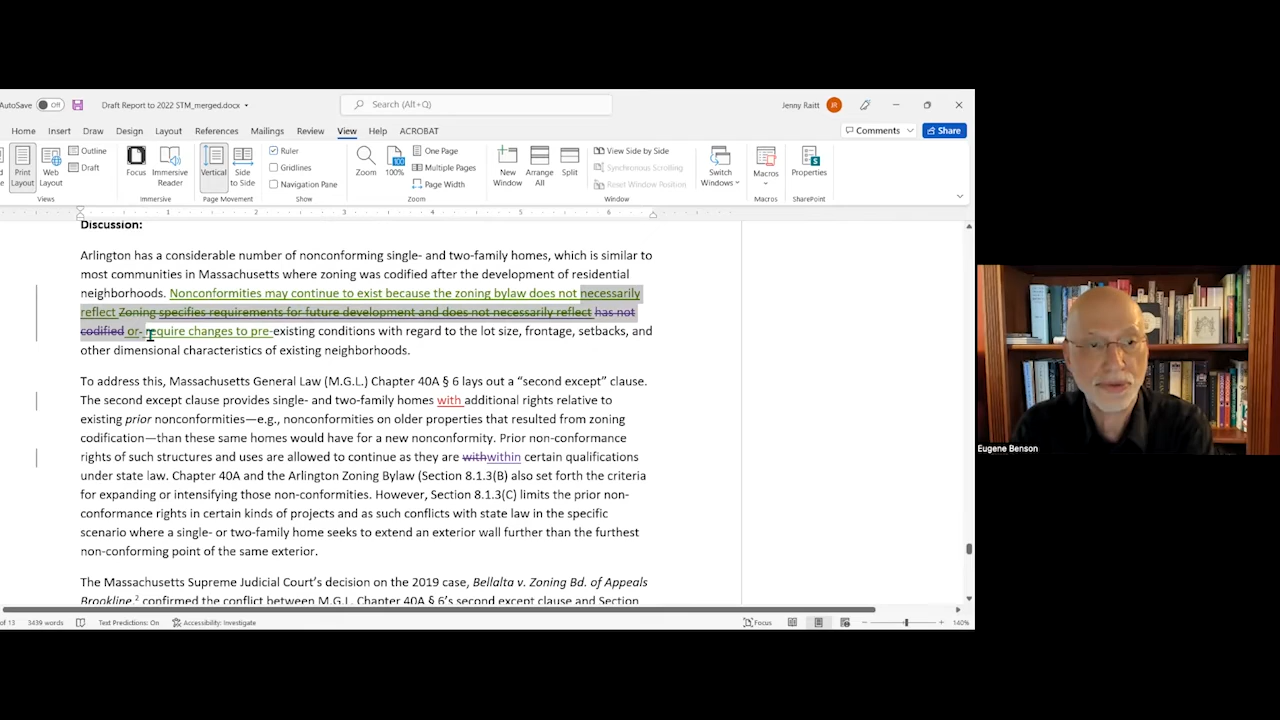 AutoSave Off Draft Report to 2022 STM_merged.docx Search (Alt+Q) Jenny Raitt JR
Home Insert Draw Design Layout References Mailings Review View Help ACROBAT Comments Share
Print Layout Web Layout Outline Draft Focus Immersive Reader Vertical Side to Side Ruler Gridlines Navigation Pane Zoom 100% One Page Multiple Pages Page Width New Window Arrange All Split View Side by Side Synchronous Scrolling Reset Window Position Switch Windows Macros Properties
Views Immersive Page Movement Show Zoom Window Macros SharePoint
1 2 3 4 5 6
Discussion:
Arlington has a considerable number of nonconforming single- and two-family homes, which is similar to
most communities in Massachusetts where zoning was codified after the development of residential
neighborhoods. Nonconformities may continue to exist because the zoning bylaw does not necessarily
reflect Zoning specifies requirements for future development and does not necessarily reflect has not
codified or- require changes to pre-existing conditions with regard to the lot size, frontage, setbacks, and
other dimensional characteristics of existing neighborhoods.
To address this, Massachusetts General Law (M.G.L.) Chapter 40A § 6 lays out a “second except” clause.
The second except clause provides single- and two-family homes with additional rights relative to
existing prior nonconformities—e.g., nonconformities on older properties that resulted from zoning
codification—than these same homes would have for a new nonconformity. Prior non-conformance
rights of such structures and uses are allowed to continue as they are withwithin certain qualifications
under state law. Chapter 40A and the Arlington Zoning Bylaw (Section 8.1.3(B) also set forth the criteria
for expanding or intensifying those non-conformities. However, Section 8.1.3(C) limits the prior non-
conformance rights in certain kinds of projects and as such conflicts with state law in the specific
scenario where a single- or two-family home seeks to extend an exterior wall further than the furthest
non-conforming point of the same exterior.
The Massachusetts Supreme Judicial Court’s decision on the 2019 case, Bellalta v. Zoning Bd. of Appeals
Brookline,2 confirmed the conflict between M.G.L. Chapter 40A § 6’s second except clause and Section
of 13 3439 words Text Predictions: On Accessibility: Investigate Focus 140%
Eugene Benson